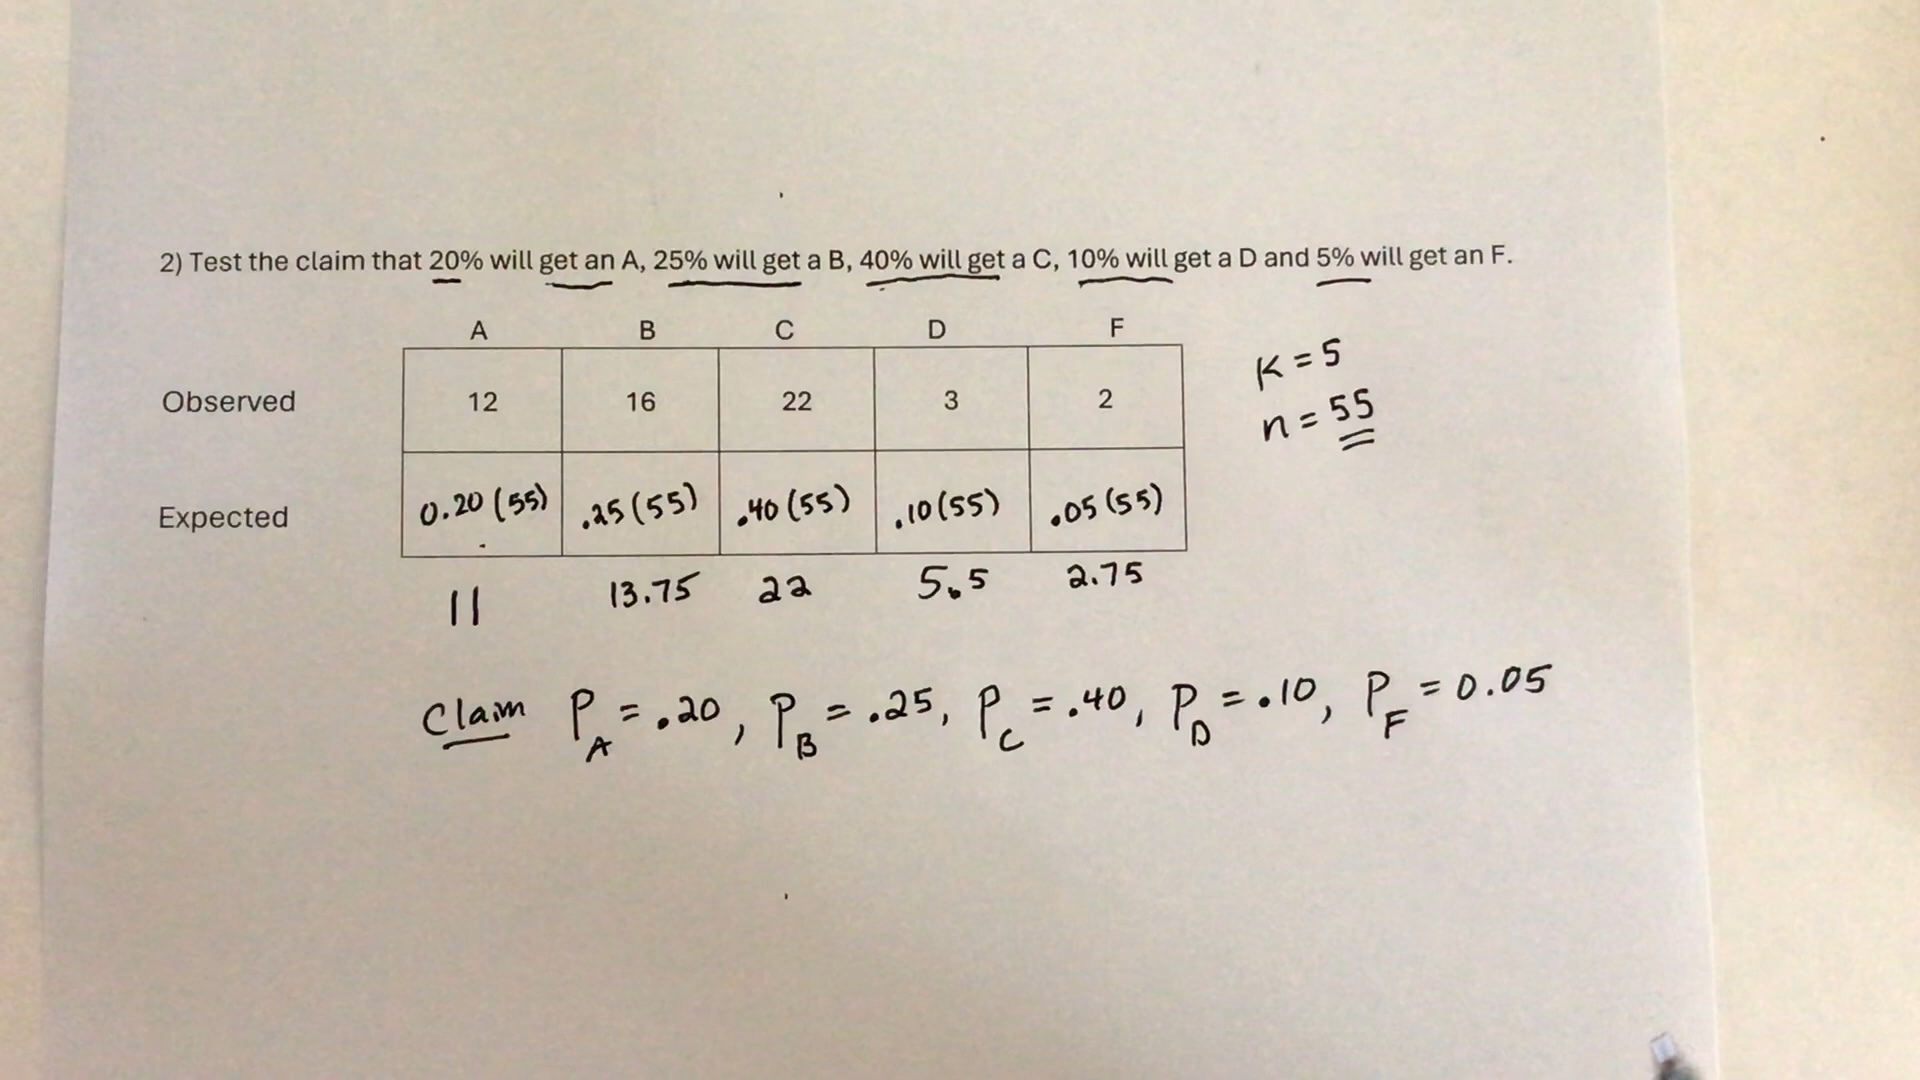 2) Test the claim that 20% will get an A, 25% will get a B, 40% will get a C, 10% will get a D and 5% will get an F.
A B C D F
K = 5
Observed 12 16 22 3 2
n = 55
Expected 0.20 (55) .25 (55) .40 (55) .10 (55) .05 (55)
11 13.75 22 5.5 2.75
Claim P_A = .20, P_B = .25, P_C = .40, P_D = .10, P_F = 0.05